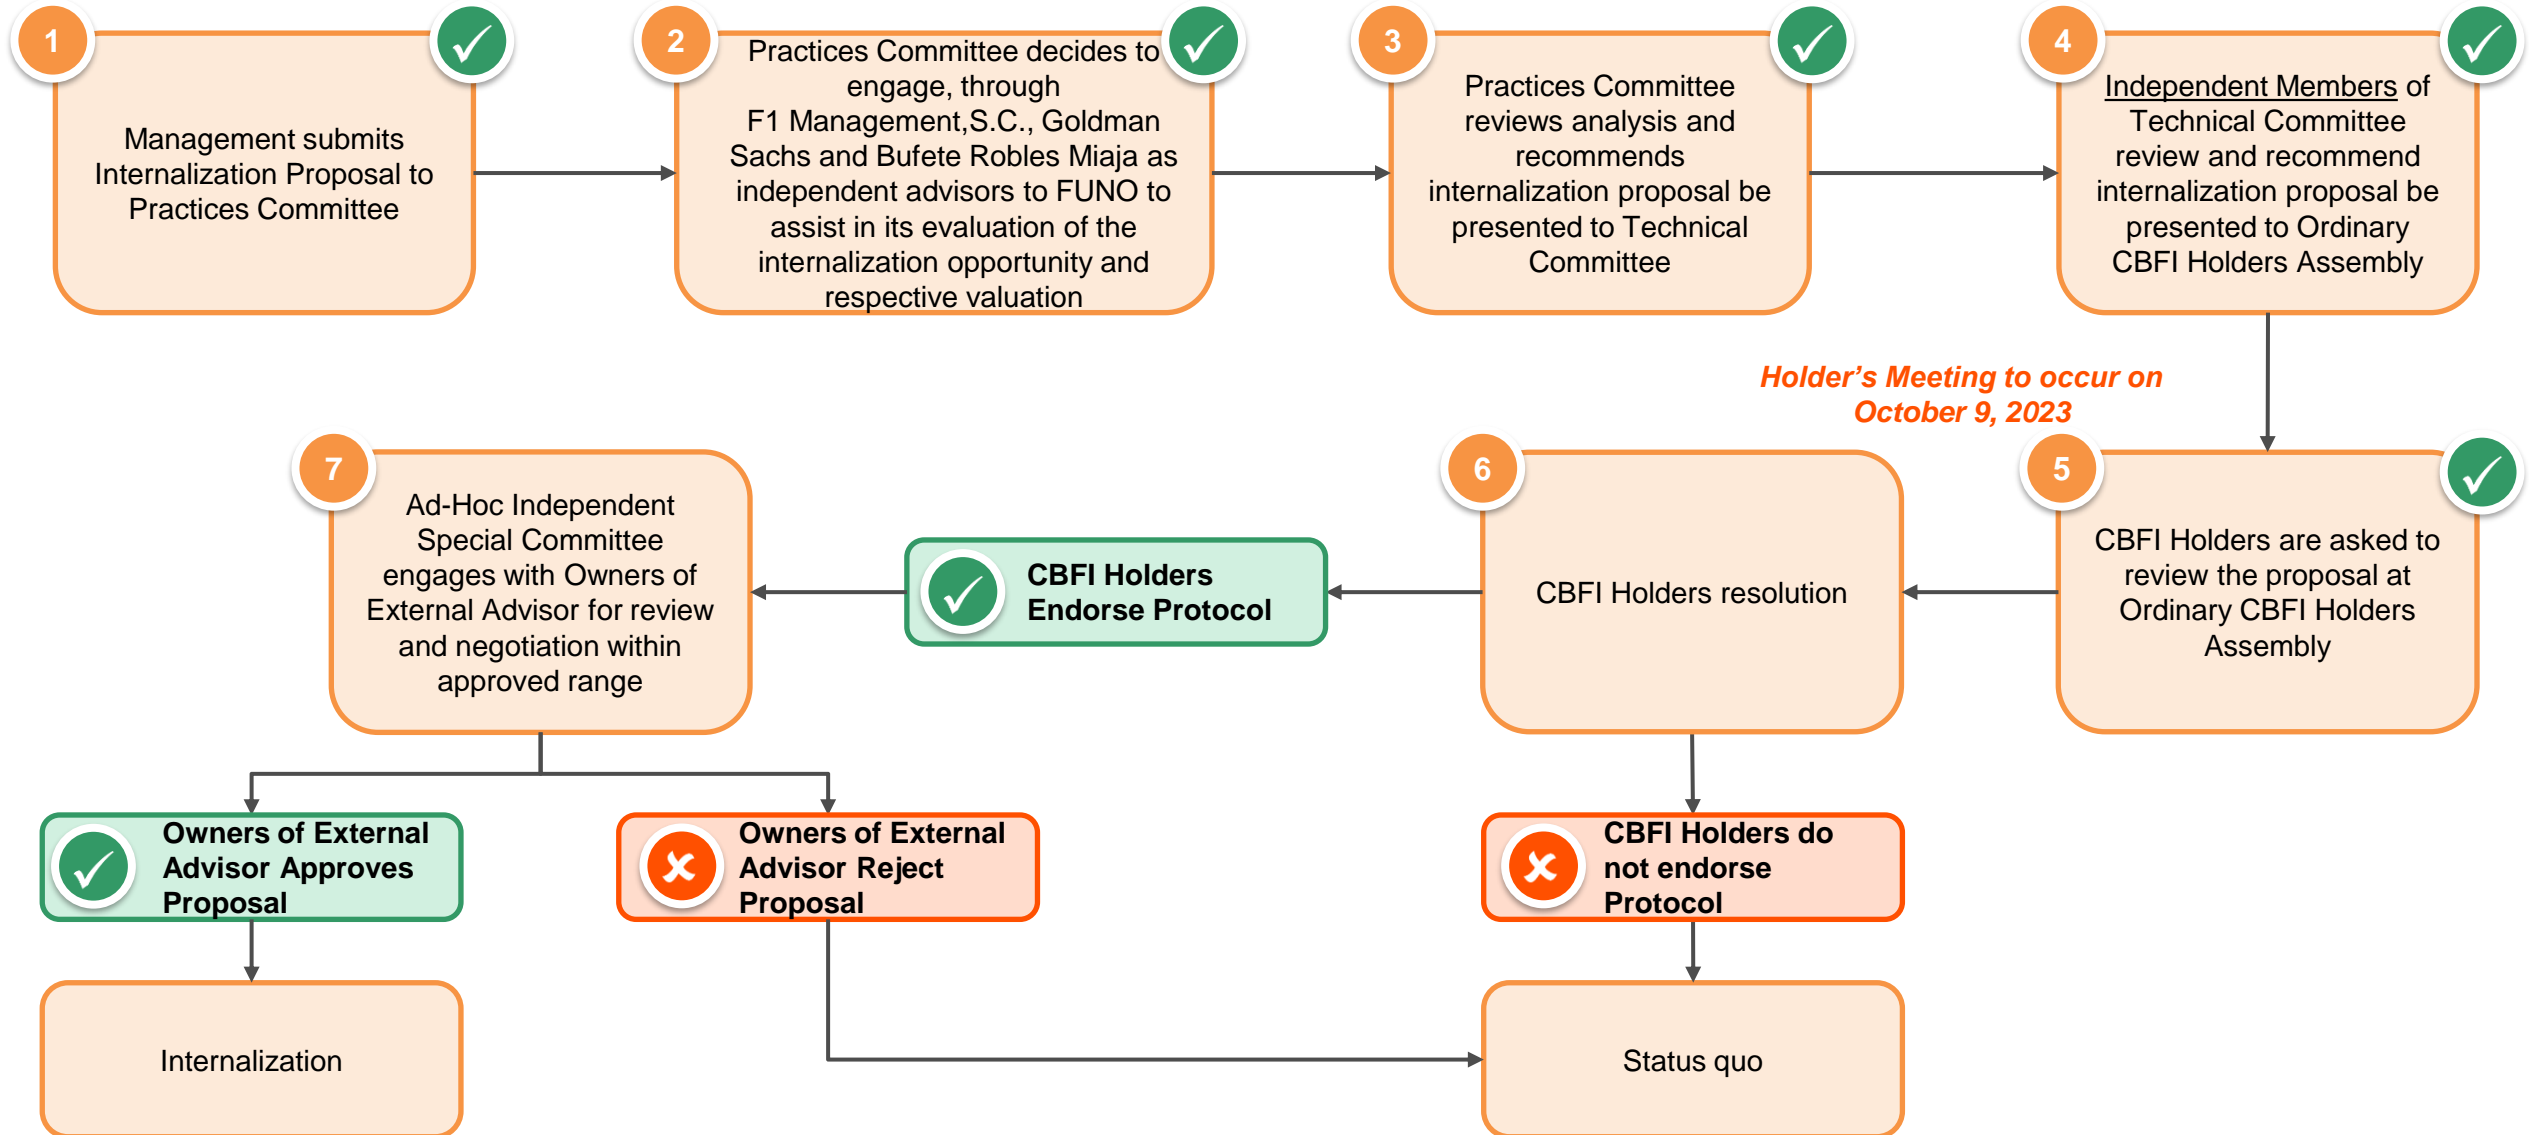 1
Management submits
Internalization Proposal to
Practices Committee
2
Practices Committee decides to
engage, through
F1 Management,S.C., Goldman
Sachs and Bufete Robles Miaja as
independent advisors to FUNO to
assist in its evaluation of the
internalization opportunity and
respective valuation
3
Practices Committee
reviews analysis and
recommends
internalization proposal be
presented to Technical
Committee
4
Independent Members of
Technical Committee
review and recommend
internalization proposal be
presented to Ordinary
CBFI Holders Assembly
Holder’s Meeting to occur on
October 9, 2023
5
CBFI Holders are asked to
review the proposal at
Ordinary CBFI Holders
Assembly
6
CBFI Holders resolution
CBFI Holders
Endorse Protocol
7
Ad-Hoc Independent
Special Committee
engages with Owners of
External Advisor for review
and negotiation within
approved range
Owners of External
Advisor Approves
Proposal
Owners of External
Advisor Reject
Proposal
CBFI Holders do
not endorse
Protocol
Internalization
Status quo